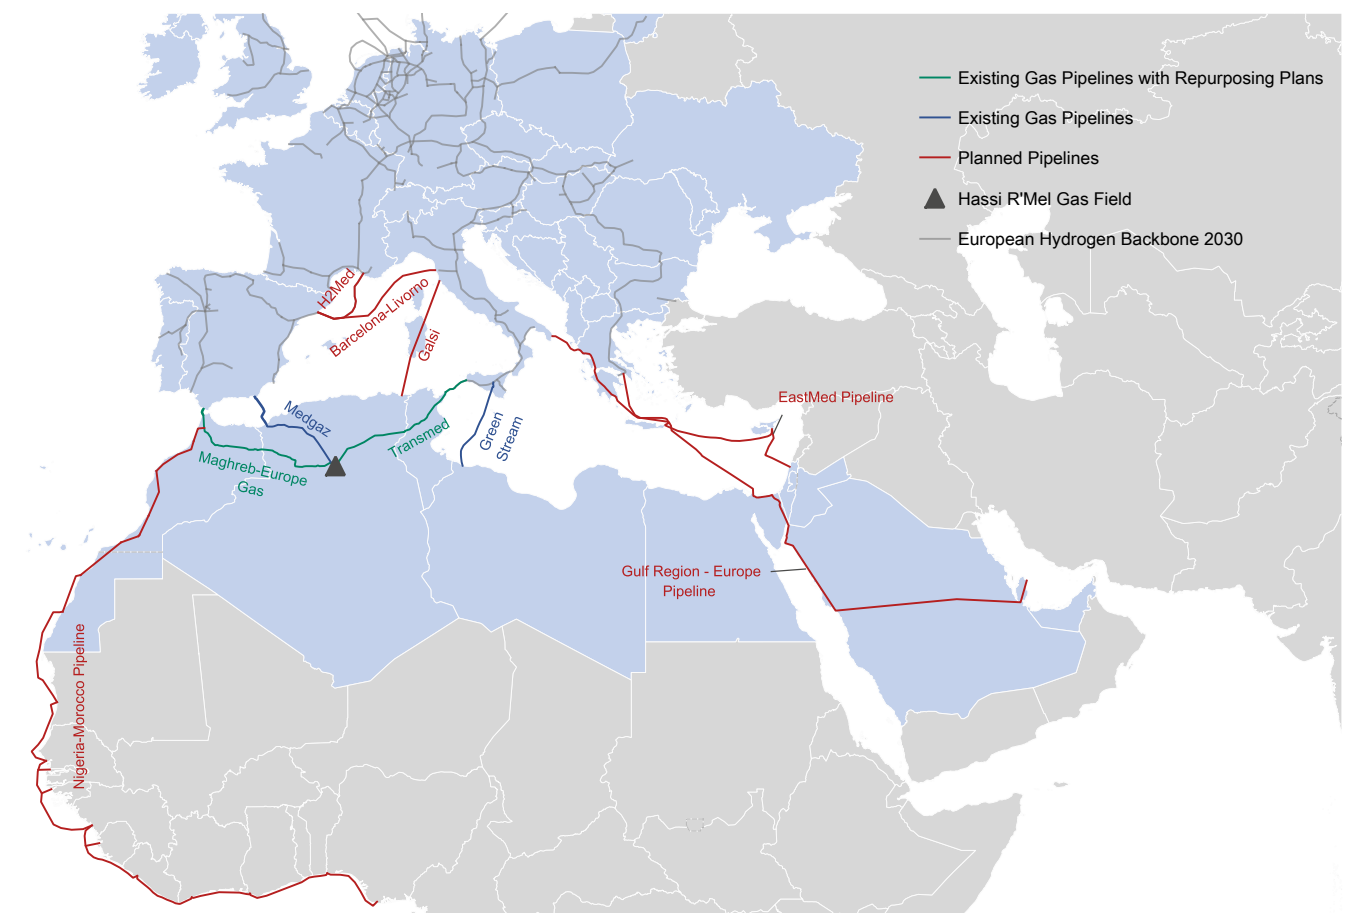 Existing Gas Pipelines with Repurposing Plans
Existing Gas Pipelines
Planned Pipelines
Hassi R'Mel Gas Field
European Hydrogen Backbone 2030
H2Med
Barcelona-Livorno
Galsi
EastMed Pipeline
Medgaz
Transmed
Green
Stream
Maghreb-Europe
Gas
Gulf Region - Europe
Pipeline
Nigeria-Morocco Pipeline